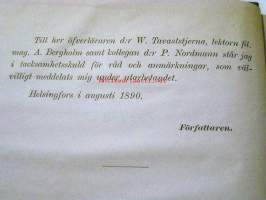 Till herr öfverläraren d:r W. Tavaststjerna, lektorn fil.
mag. A. Bergholm samt kollegan d:r P. Nordmann står jag
i tacksamhetsskuld för råd och anmärkningar, som väl-
villigt meddelats mig under utarbetandet.
Helsingfors i augusti 1890.
Författaren.